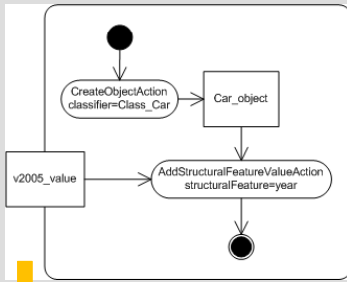 CreateObjectAction
classifier=Class_Car
Car_object
v2005_value
AddStructuralFeatureValueAction
structuralFeature=year